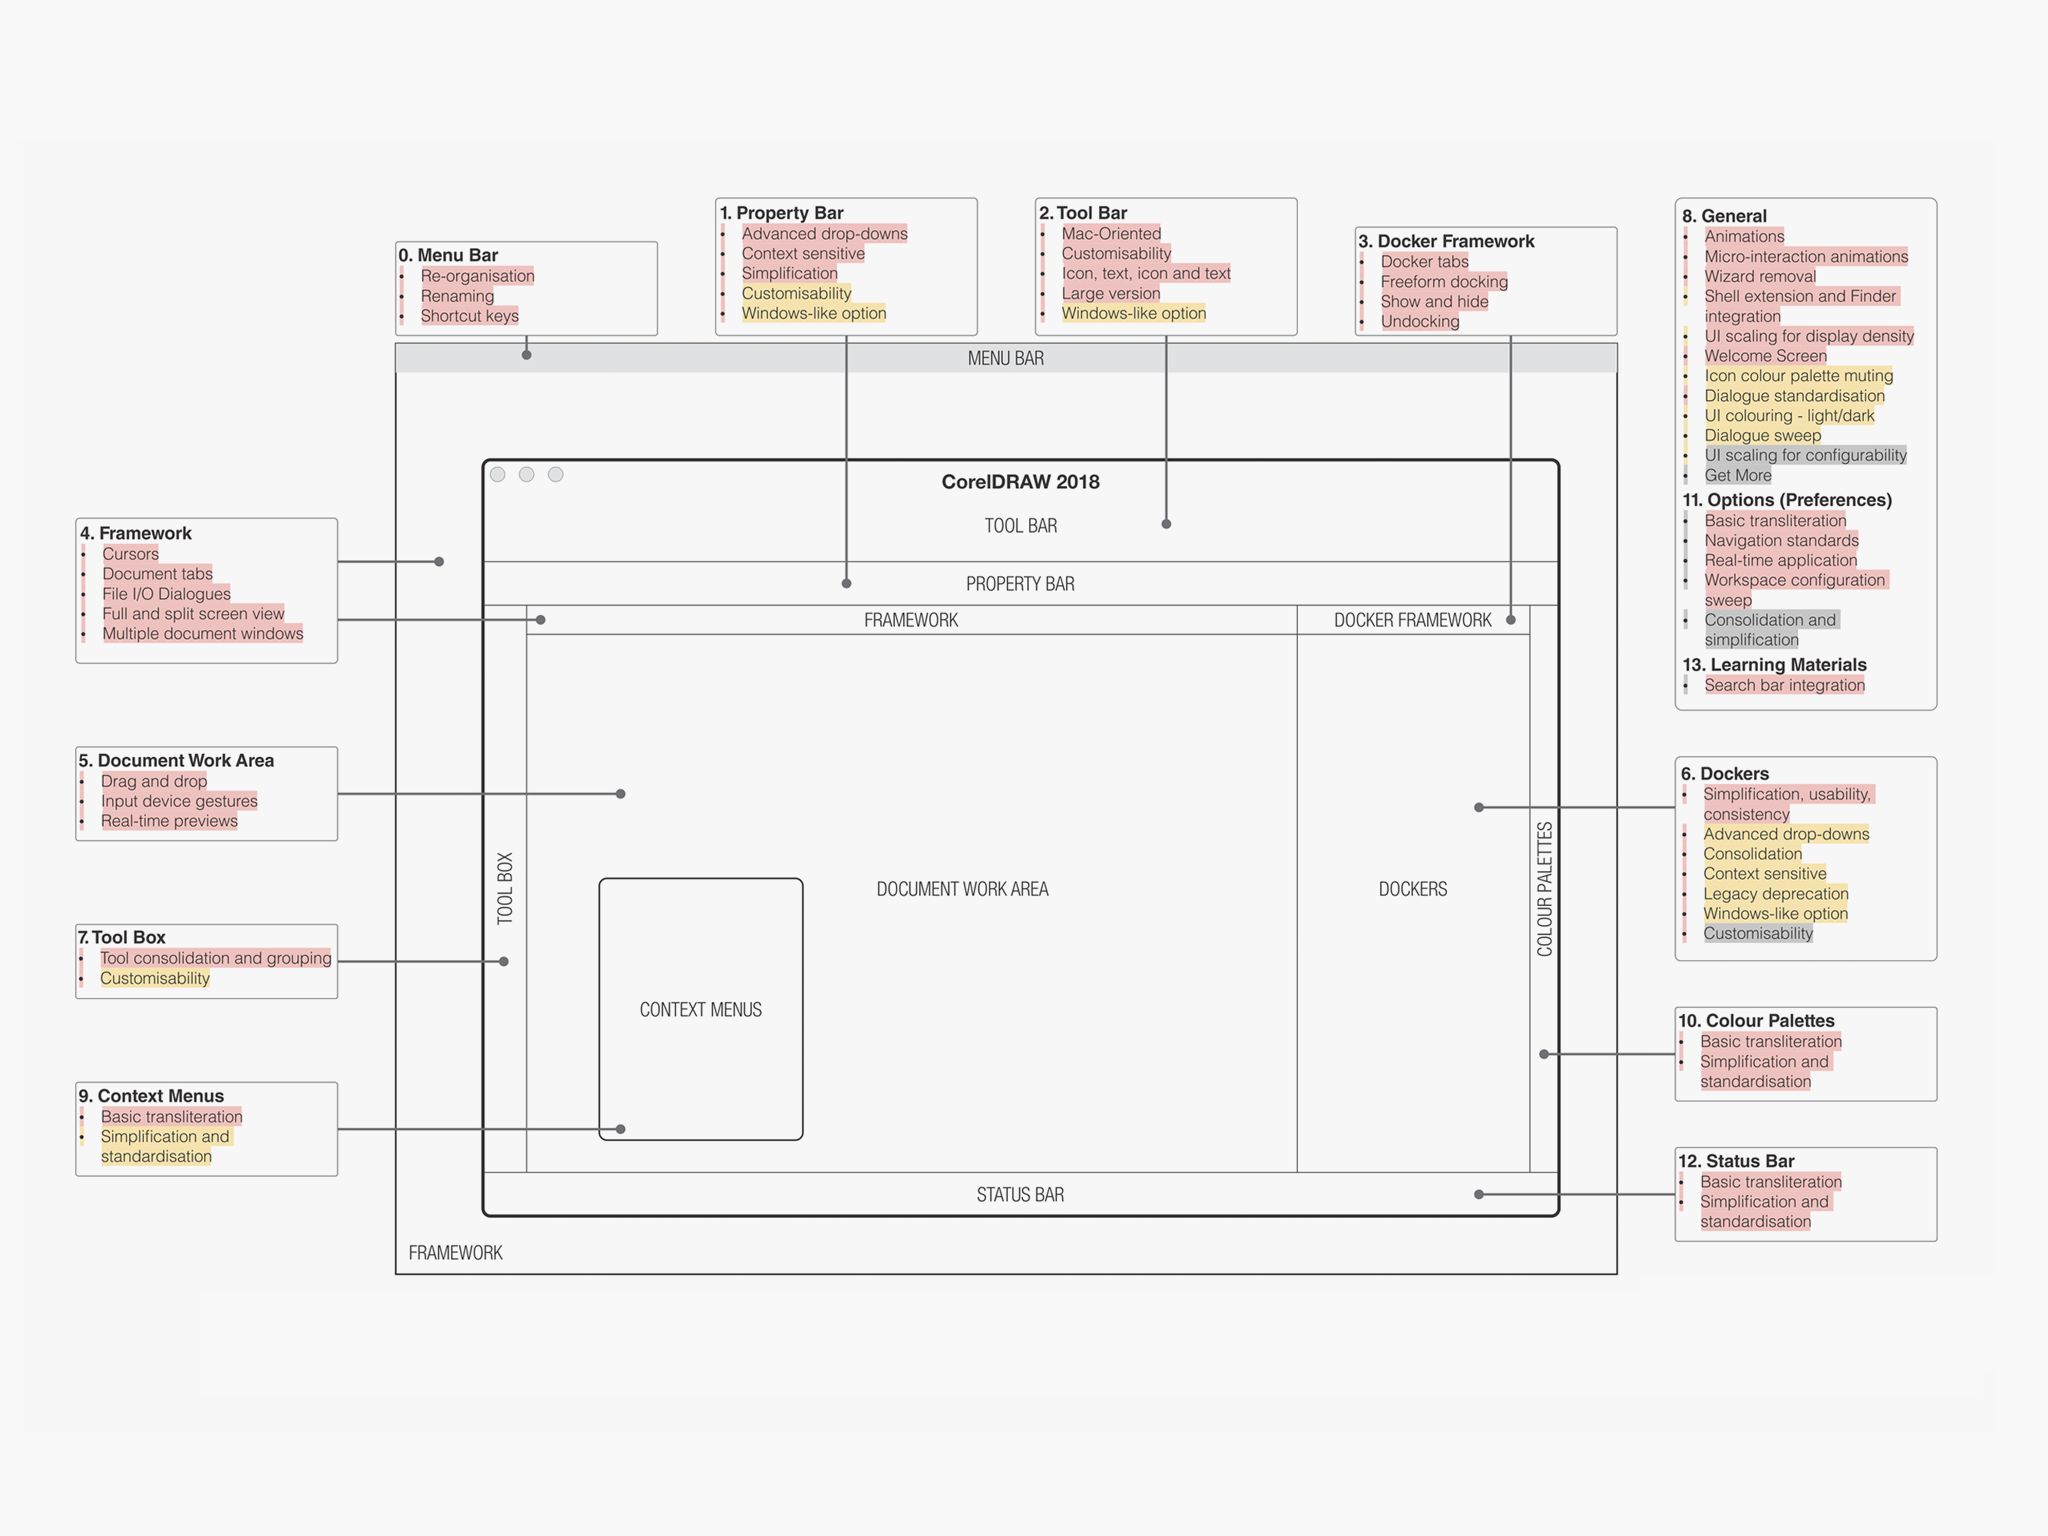 0. Menu Bar
• Re-organisation
• Renaming
• Shortcut keys
1. Property Bar
• Advanced drop-downs
• Context sensitive
• Simplification
• Customisability
• Windows-like option
2. Tool Bar
• Mac-Oriented
• Customisability
• Icon, text, icon and text
• Large version
• Windows-like option
3. Docker Framework
• Docker tabs
• Freeform docking
• Show and hide
• Undocking
8. General
• Animations
• Micro-interaction animations
• Wizard removal
• Shell extension and Finder
integration
• UI scaling for display density
• Welcome Screen
• Icon colour palette muting
• Dialogue standardisation
• UI colouring - light/dark
• Dialogue sweep
• UI scaling for configurability
• Get More
11. Options (Preferences)
• Basic transliteration
• Navigation standards
• Real-time application
• Workspace configuration
sweep
• Consolidation and
simplification
13. Learning Materials
• Search bar integration
4. Framework
• Cursors
• Document tabs
• File I/O Dialogues
• Full and split screen view
• Multiple document windows
5. Document Work Area
• Drag and drop
• Input device gestures
• Real-time previews
7. Tool Box
• Tool consolidation and grouping
• Customisability
9. Context Menus
• Basic transliteration
• Simplification and
standardisation
MENU BAR
CorelDRAW 2018
TOOL BAR
PROPERTY BAR
FRAMEWORK
DOCKER FRAMEWORK
TOOL BOX
DOCUMENT WORK AREA
DOCKERS
COLOUR PALETTES
CONTEXT MENUS
STATUS BAR
FRAMEWORK
6. Dockers
• Simplification, usability,
consistency
• Advanced drop-downs
• Consolidation
• Context sensitive
• Legacy deprecation
• Windows-like option
• Customisability
10. Colour Palettes
• Basic transliteration
• Simplification and
standardisation
12. Status Bar
• Basic transliteration
• Simplification and
standardisation